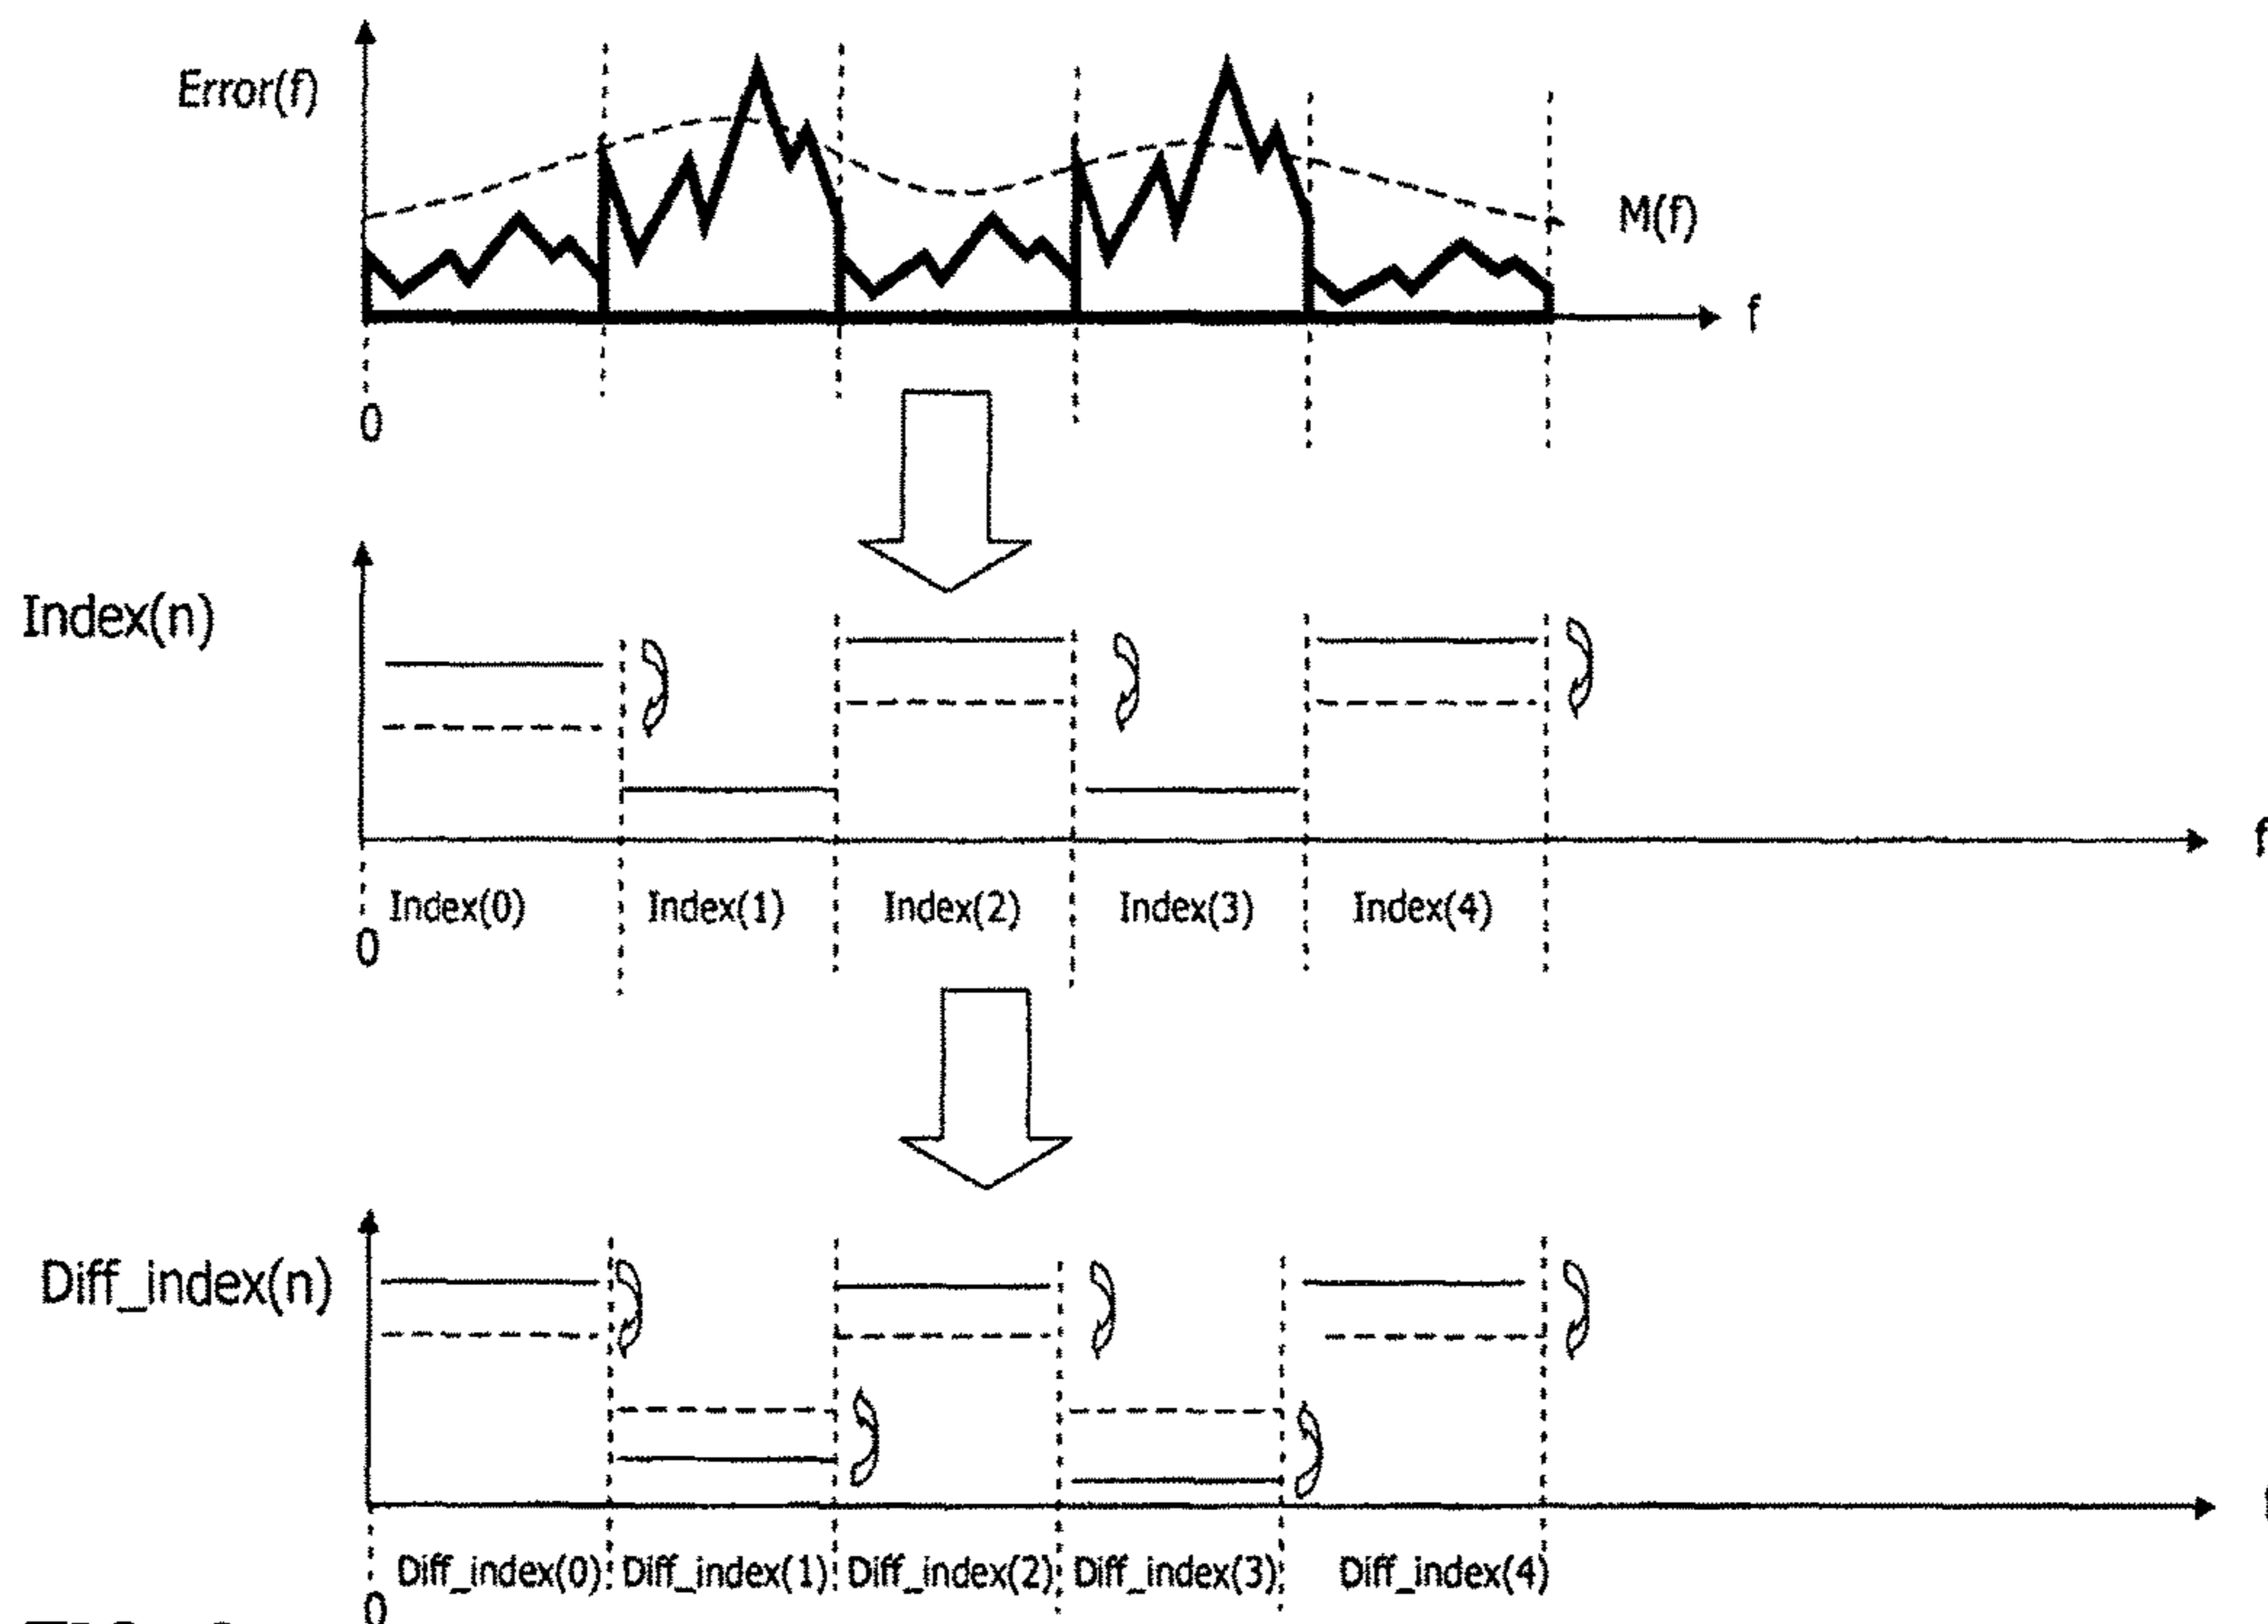 Error(f)
M(f)
f
0
Index(n)
f
Index(0) Index(1) Index(2) Index(3) Index(4)
0
Diff_index(n)
Diff_index(0) Diff_index(1) Diff_index(2) Diff_index(3) Diff_index(4)
0